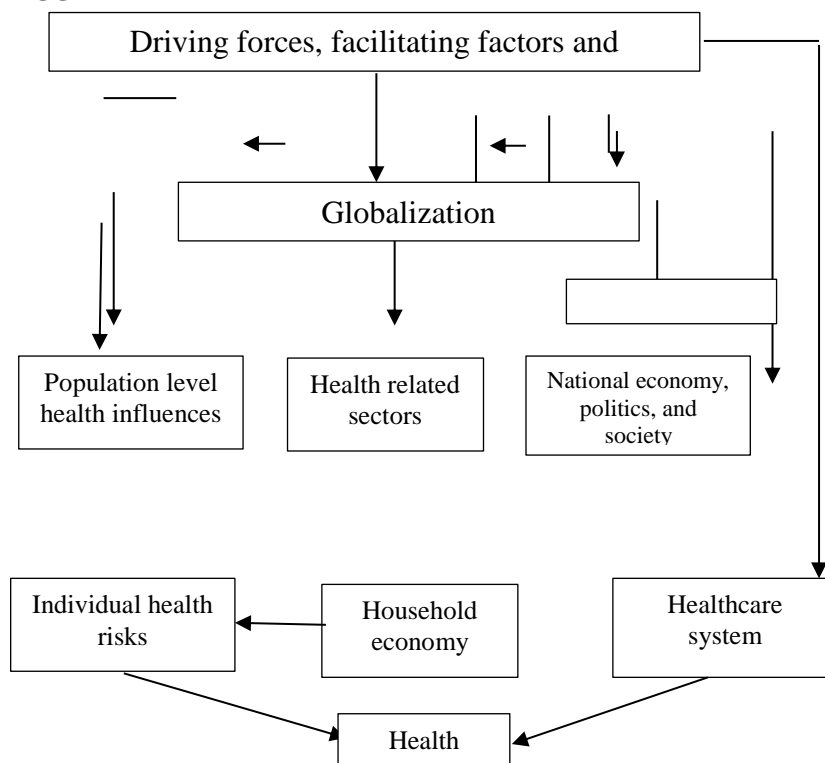 Driving forces, facilitating factors and
Globalization
Population level
health influences
Health related
sectors
National economy,
politics, and
society
Individual health
risks
Household
economy
Healthcare
system
Health